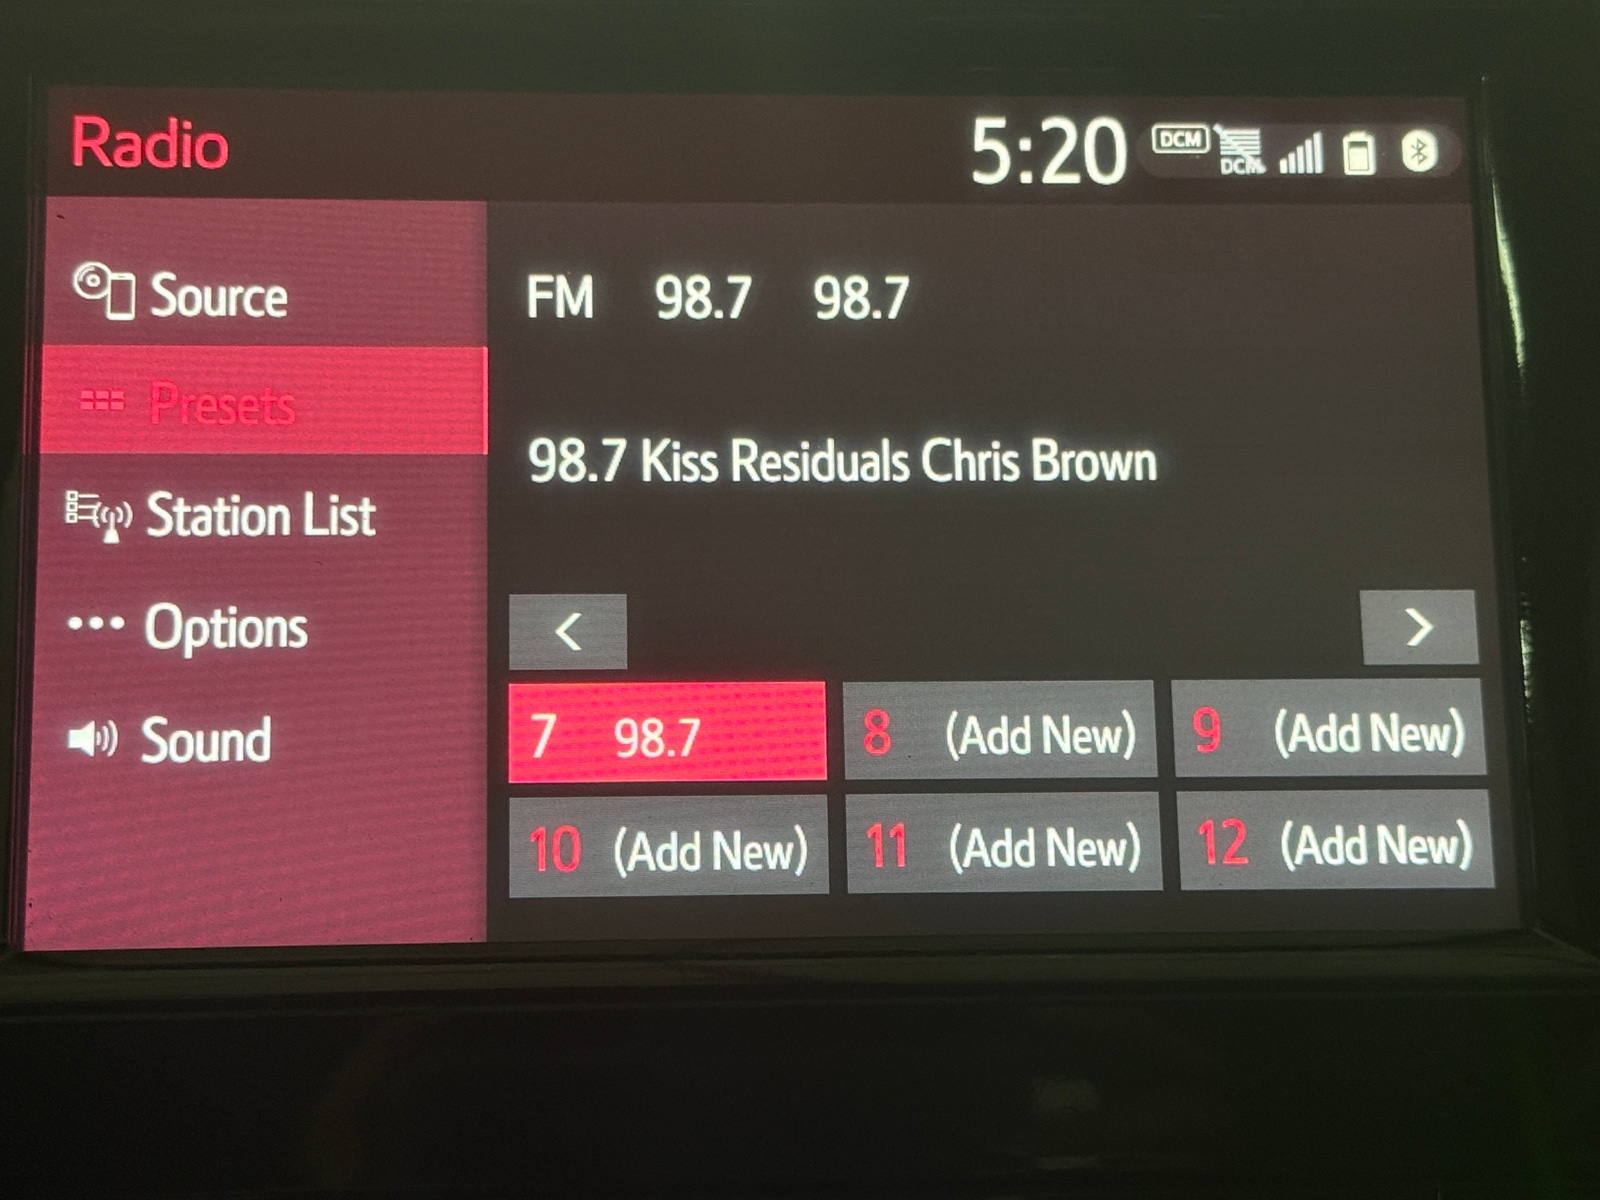 Radio
5:20 DCM DCM
Source
Presets
Station List
Options
Sound
FM 98.7 98.7
98.7 Kiss Residuals Chris Brown
< >
7 98.7
8 (Add New)
9 (Add New)
10 (Add New)
11 (Add New)
12 (Add New)